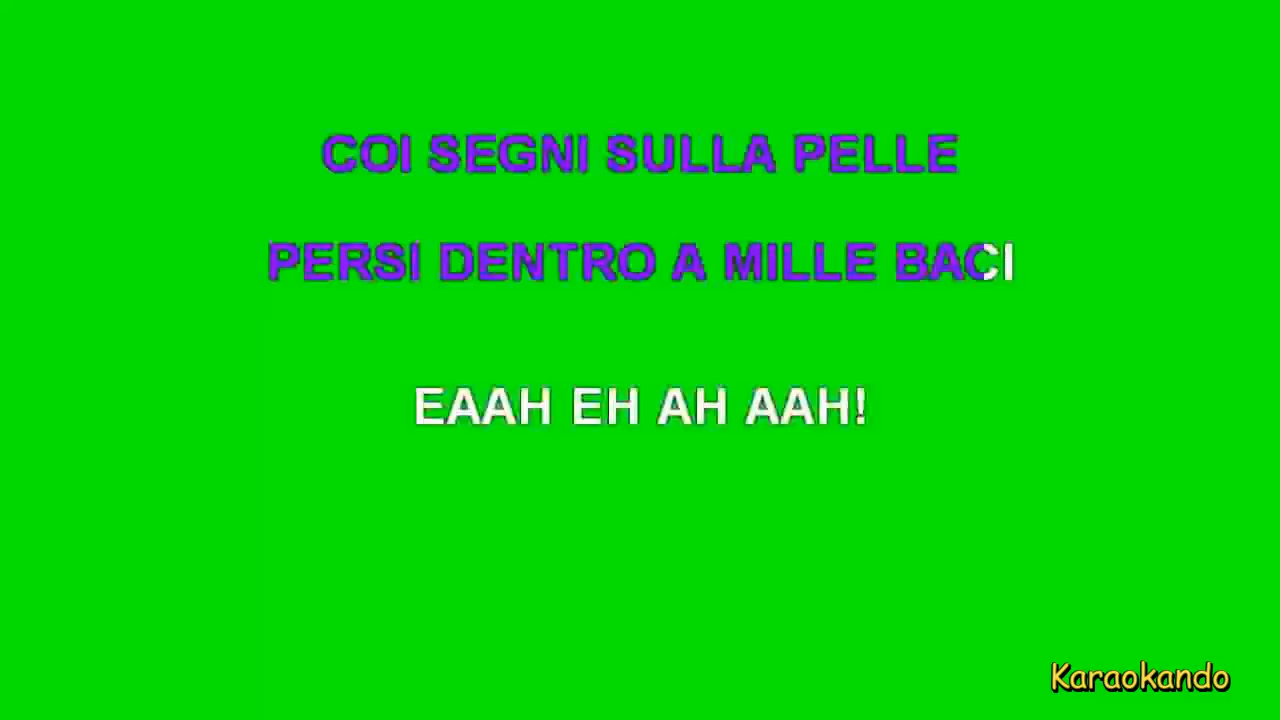 COI SEGNI SULLA PELLE
PERSI DENTRO A MILLE BACI
EAAH EH AH AAH!
Karaokando